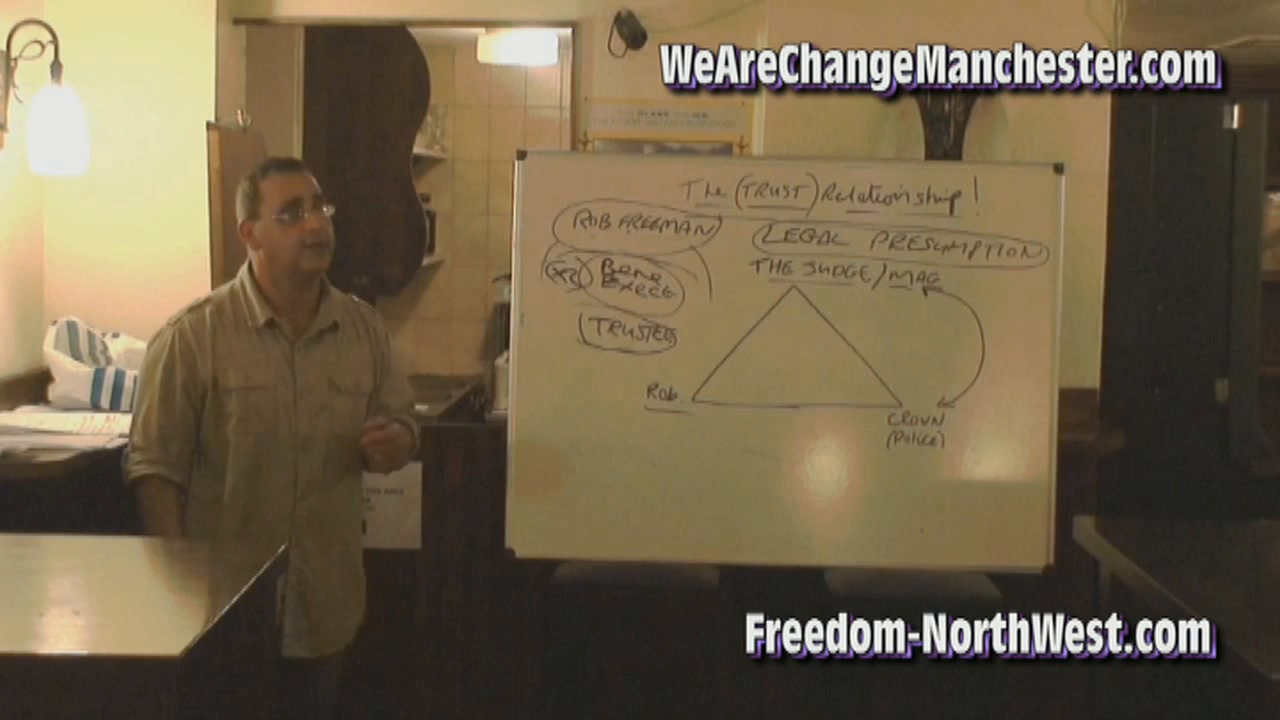 WeAreChangeManchester.com
The (TRUST) Relationship!
ROB FREEMAN
LEGAL PRESUMPTION
THE JUDGE/MAG
Bene
TRUSTEE
Rob
CROWN
(Police)
Freedom-NorthWest.com